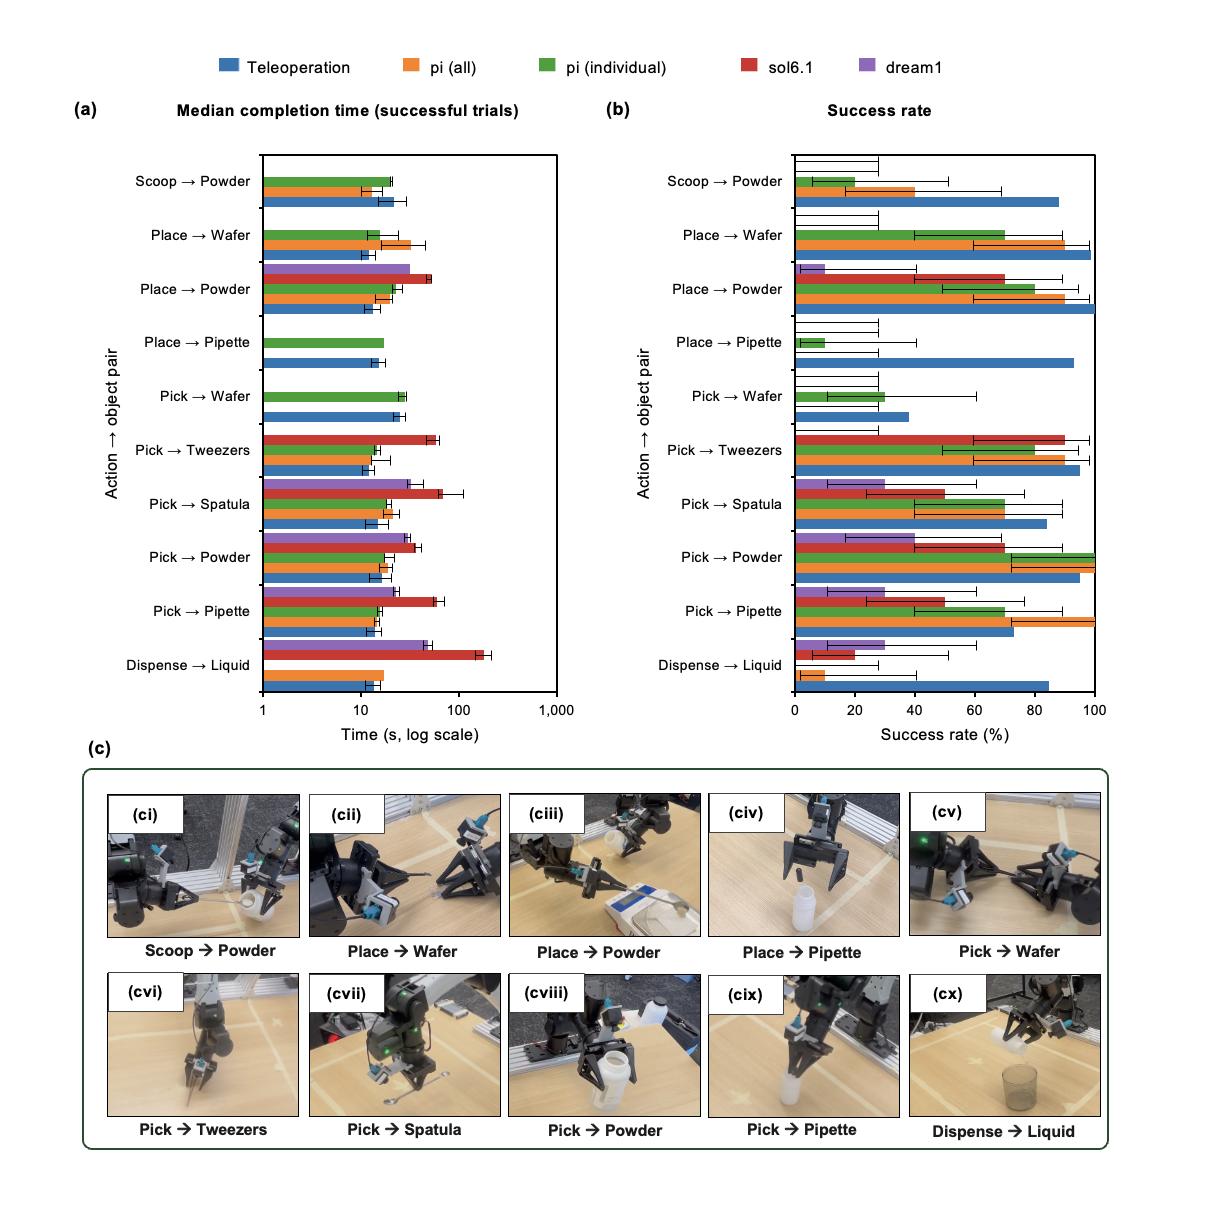 Teleoperation pi (all) pi (individual) sol6.1 dream1
(a) Median completion time (successful trials)
Action → object pair
Scoop → Powder
Place → Wafer
Place → Powder
Place → Pipette
Pick → Wafer
Pick → Tweezers
Pick → Spatula
Pick → Powder
Pick → Pipette
Dispense → Liquid
1 10 100 1,000
Time (s, log scale)
(b) Success rate
Action → object pair
Scoop → Powder
Place → Wafer
Place → Powder
Place → Pipette
Pick → Wafer
Pick → Tweezers
Pick → Spatula
Pick → Powder
Pick → Pipette
Dispense → Liquid
0 20 40 60 80 100
Success rate (%)
(c)
(ci) (cii) (ciii) (civ) (cv)
Scoop → Powder Place → Wafer Place → Powder Place → Pipette Pick → Wafer
(cvi) (cvii) (cviii) (cix) (cx)
Pick → Tweezers Pick → Spatula Pick → Powder Pick → Pipette Dispense → Liquid